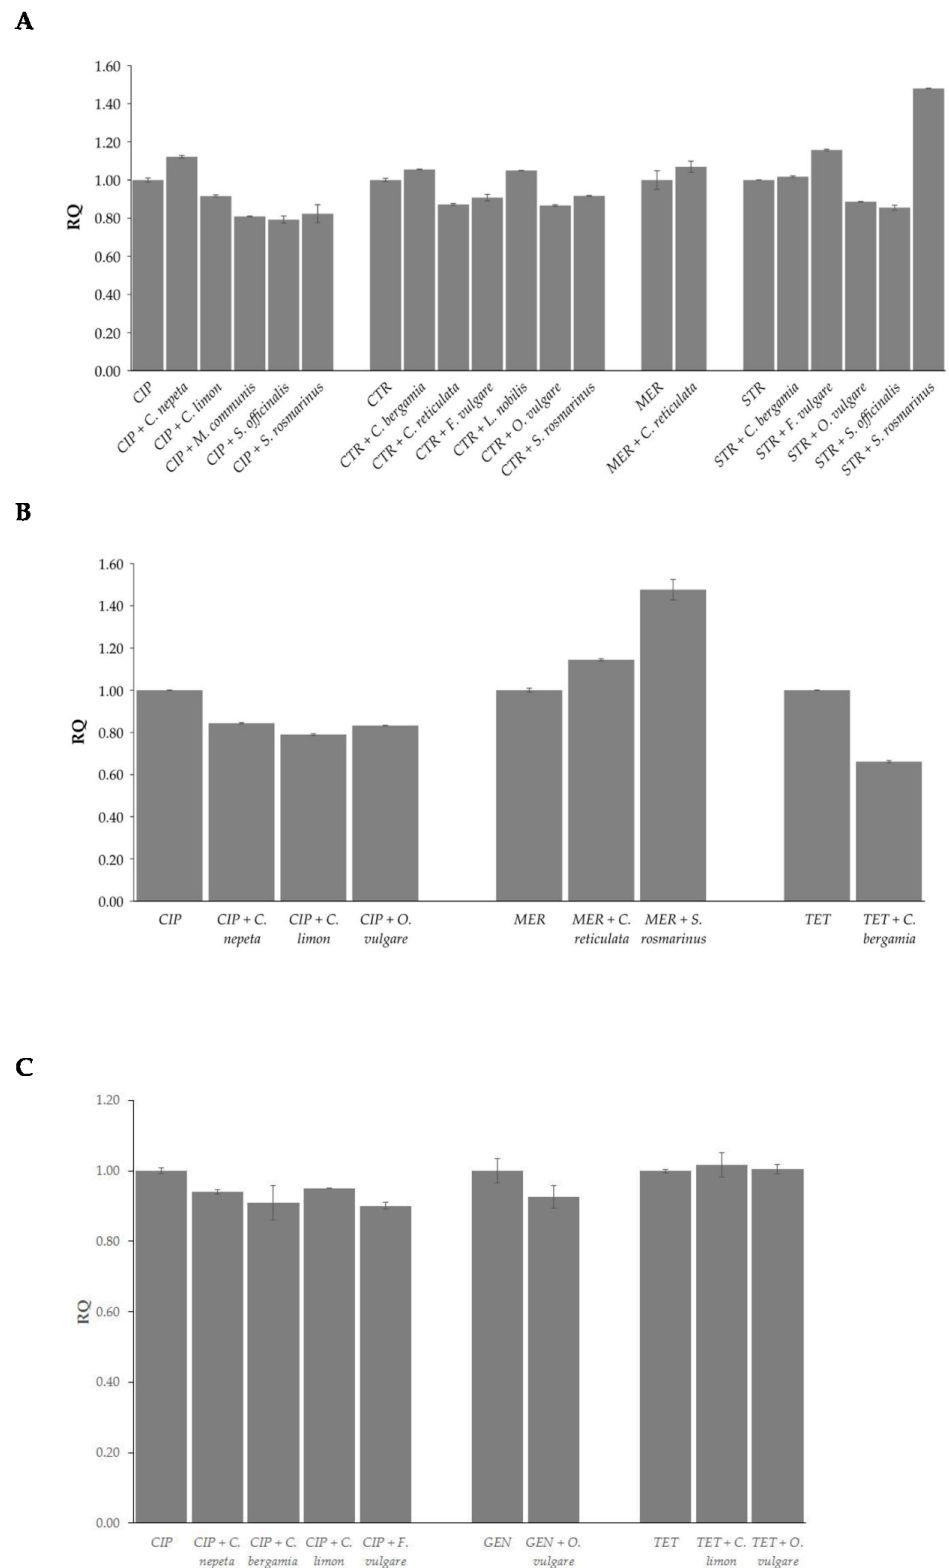 A
1.60
1.40
1.20
1.00
0.80
0.60
0.40
0.20
0.00
RQ
CIP
CIP + C. nepeta
CIP + C. limon
CIP + M. communis
CIP + S. officinalis
CIP + S. rosmarinus
CTR
CTR + C. bergamia
CTR + C. reticulata
CTR + F. vulgare
CTR + L. nobilis
CTR + O. vulgare
CTR + S. rosmarinus
MER
MER + C. reticulata
STR
STR + C. bergamia
STR + F. vulgare
STR + O. vulgare
STR + S. officinalis
STR + S. rosmarinus
B
1.60
1.40
1.20
1.00
0.80
0.60
0.40
0.20
0.00
RQ
CIP
CIP + C.
nepeta
CIP + C.
limon
CIP + O.
vulgare
MER
MER + C.
reticulata
MER + S.
rosmarinus
TET
TET + C.
bergamia
C
1.20
1.00
0.80
0.60
0.40
0.20
0.00
RQ
CIP
CIP + C.
nepeta
CIP + C.
bergamia
CIP + C.
limon
CIP + F.
vulgare
GEN
GEN + O.
vulgare
TET
TET + C.
limon
TET + O.
vulgare